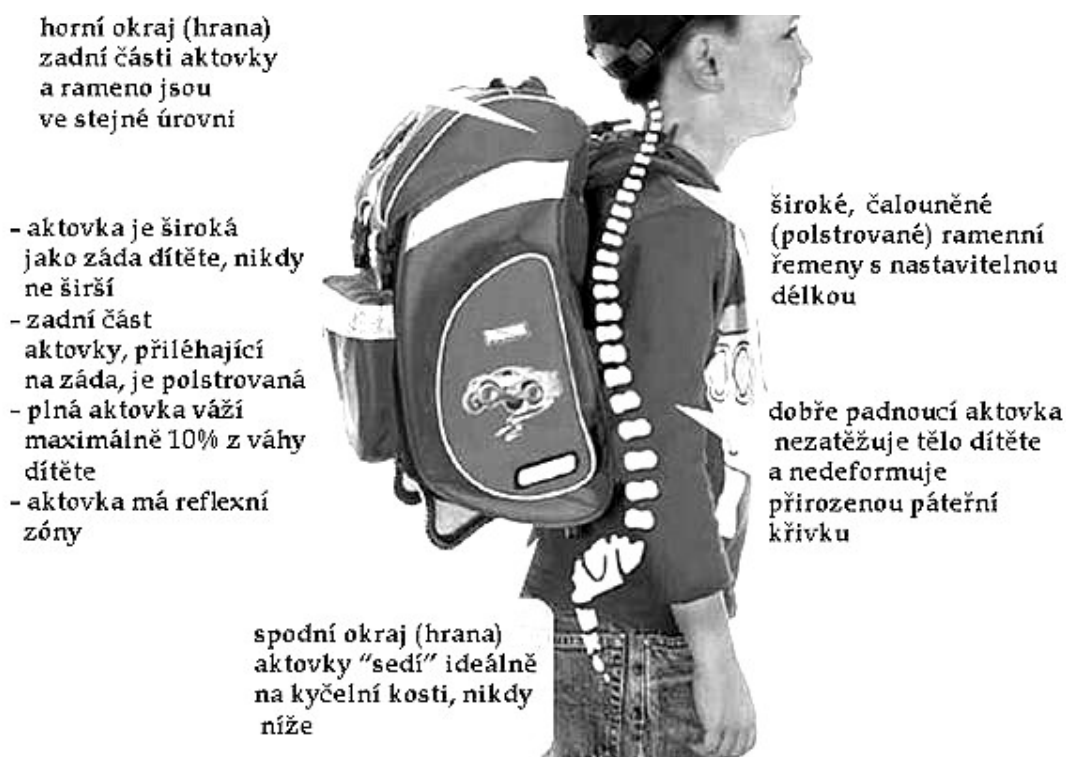 horní okraj (hrana)
zadní části aktovky
a rameno jsou
ve stejné úrovni
- aktovka je široká
jako záda dítěte, nikdy
ne širší
- zadní část
aktovky, přiléhající
na záda, je polstrovaná
- plná aktovka váží
maximálně 10% z váhy
dítěte
- aktovka má reflexní
zóny
široké, čalouněné
(polstrované) ramenní
řemeny s nastavitelnou
délkou
dobře padnoucí aktovka
nezatěžuje tělo dítěte
a nedeformuje
přirozenou páteřní
křivku
spodní okraj (hrana)
aktovky "sedí" ideálně
na kyčelní kosti, nikdy
níže